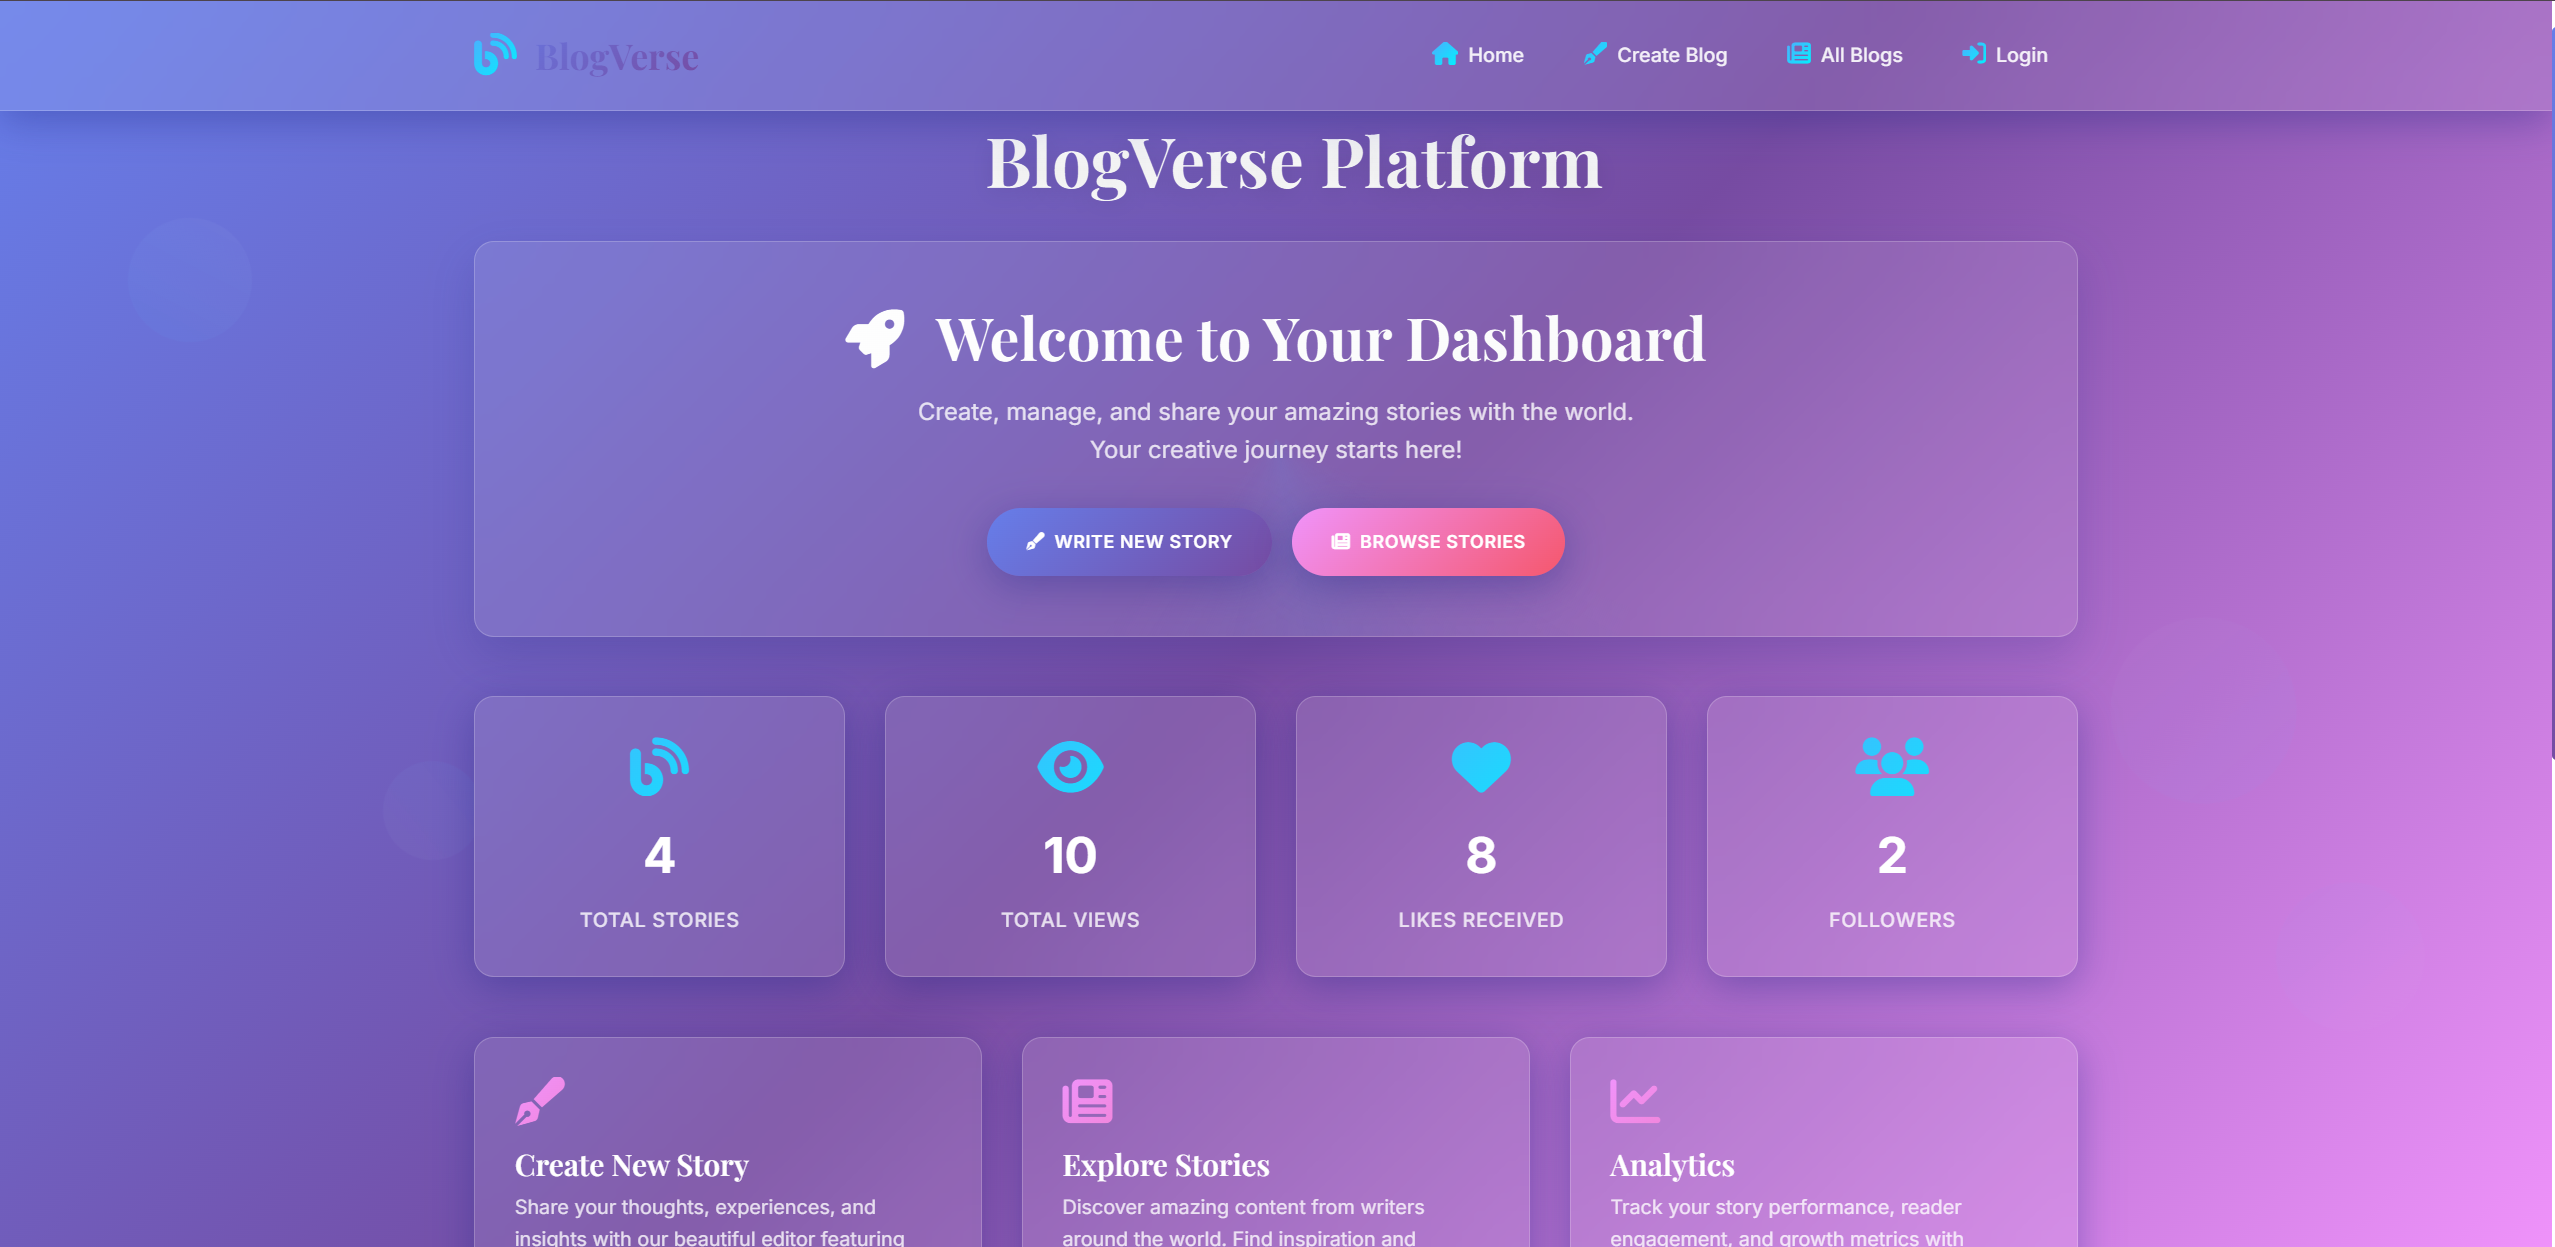 BlogVerse
Home
Create Blog
All Blogs
Login
BlogVerse Platform
Welcome to Your Dashboard
Create, manage, and share your amazing stories with the world.
Your creative journey starts here!
WRITE NEW STORY
BROWSE STORIES
4
TOTAL STORIES
10
TOTAL VIEWS
8
LIKES RECEIVED
2
FOLLOWERS
Create New Story
Share your thoughts, experiences, and
insights with our beautiful editor featuring
Explore Stories
Discover amazing content from writers
around the world. Find inspiration and
Analytics
Track your story performance, reader
engagement, and growth metrics with